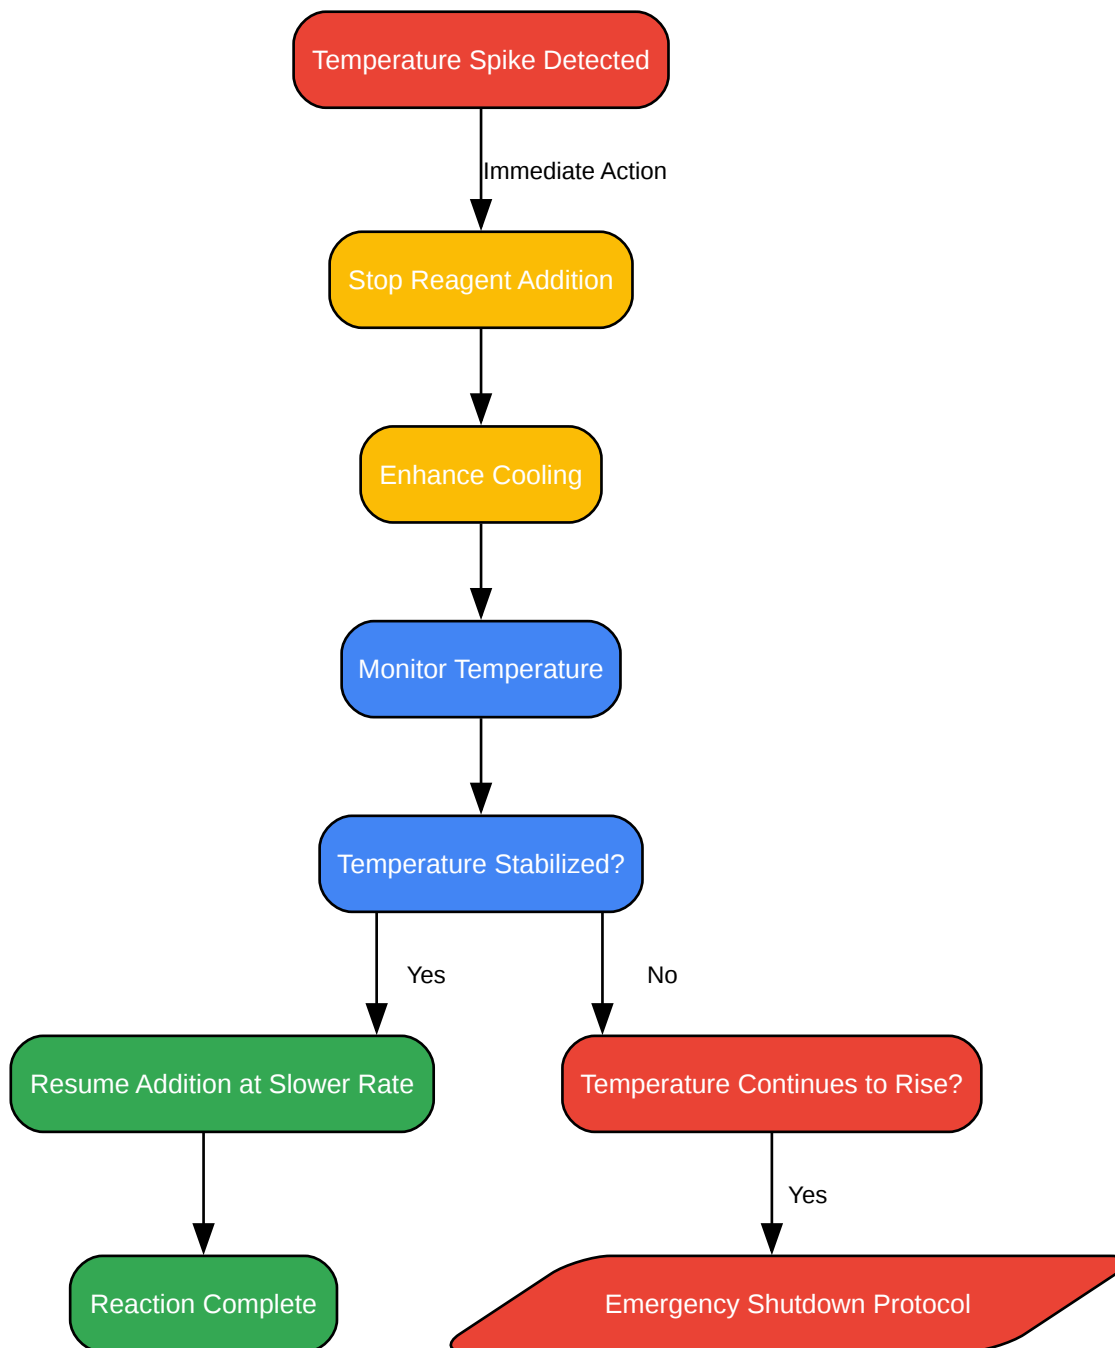 Temperature Spike Detected
Immediate Action
Stop Reagent Addition
Enhance Cooling
Monitor Temperature
Temperature Stabilized?
Yes
No
Resume Addition at Slower Rate
Temperature Continues to Rise?
Yes
Reaction Complete
Emergency Shutdown Protocol